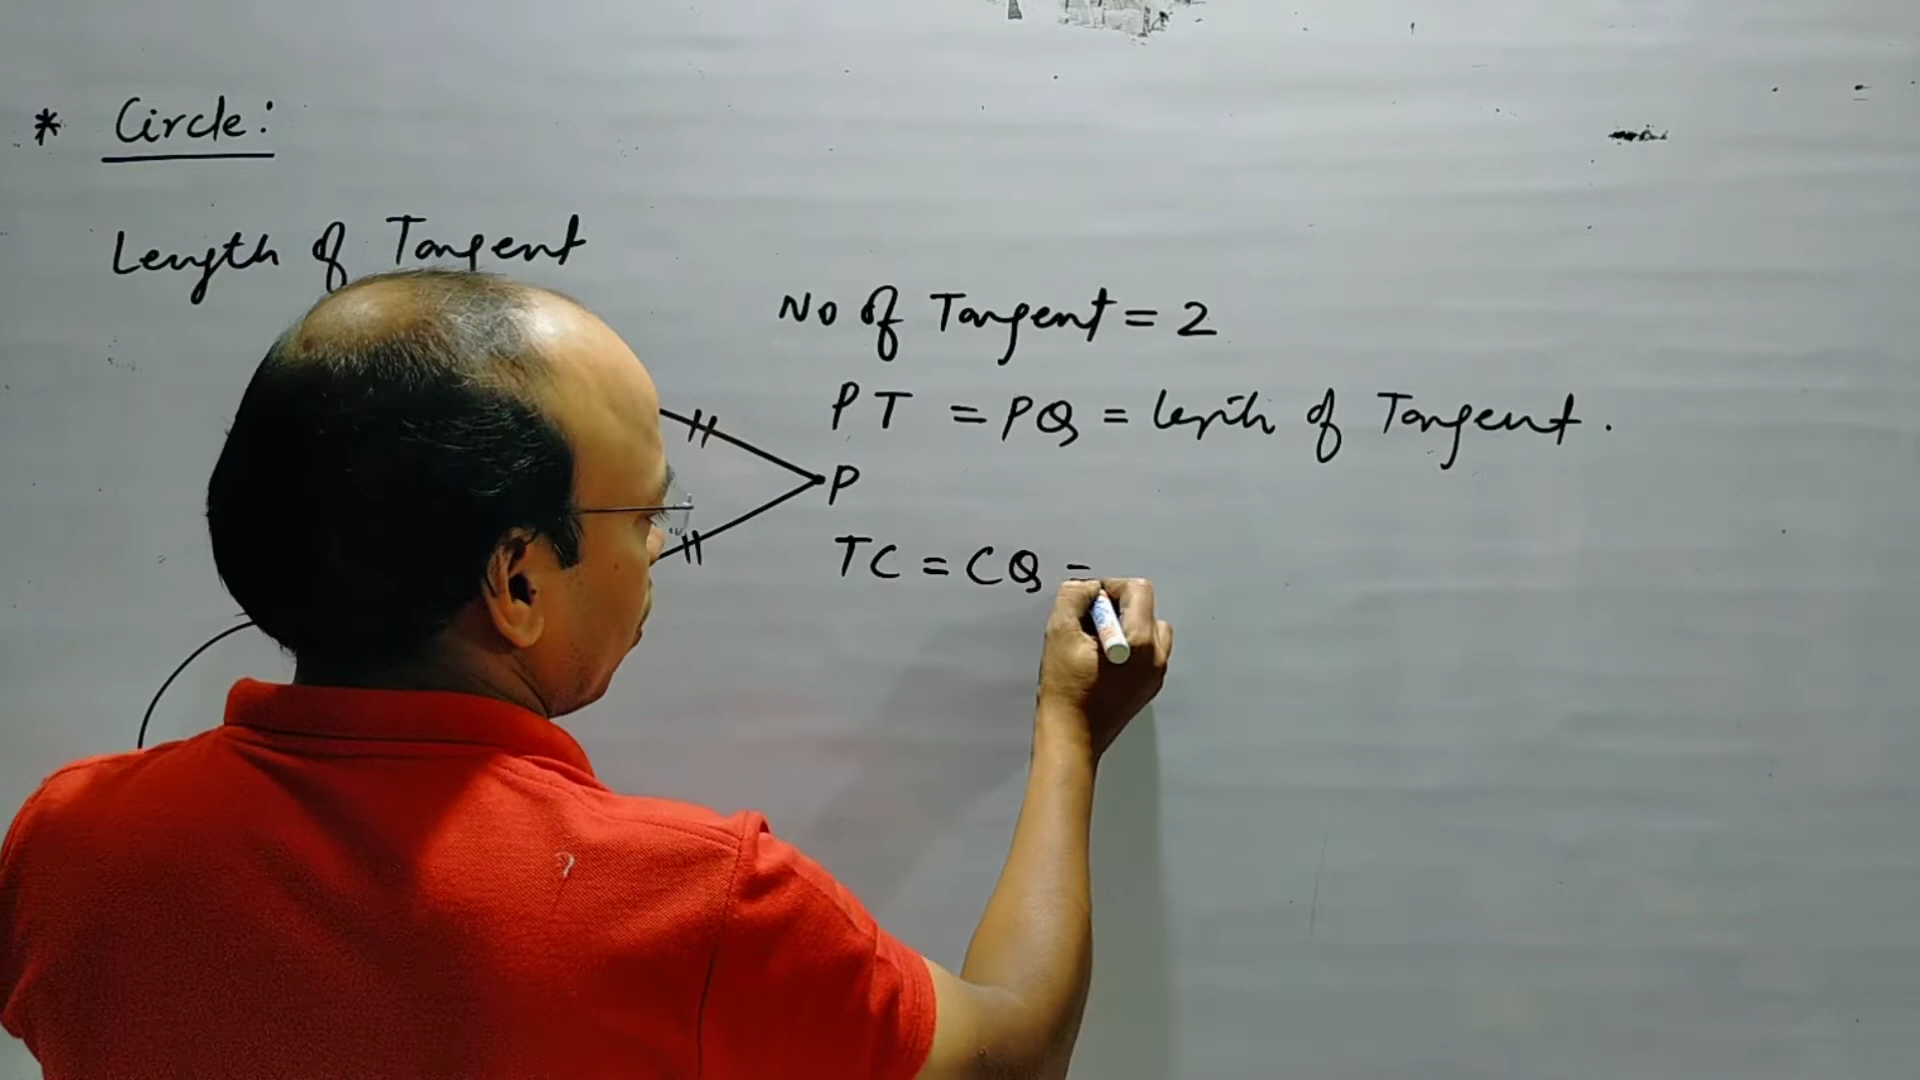 * Circle:
Length of Tangent
No of Tangent = 2
PT = PQ = length of Tangent.
P
TC = CQ =